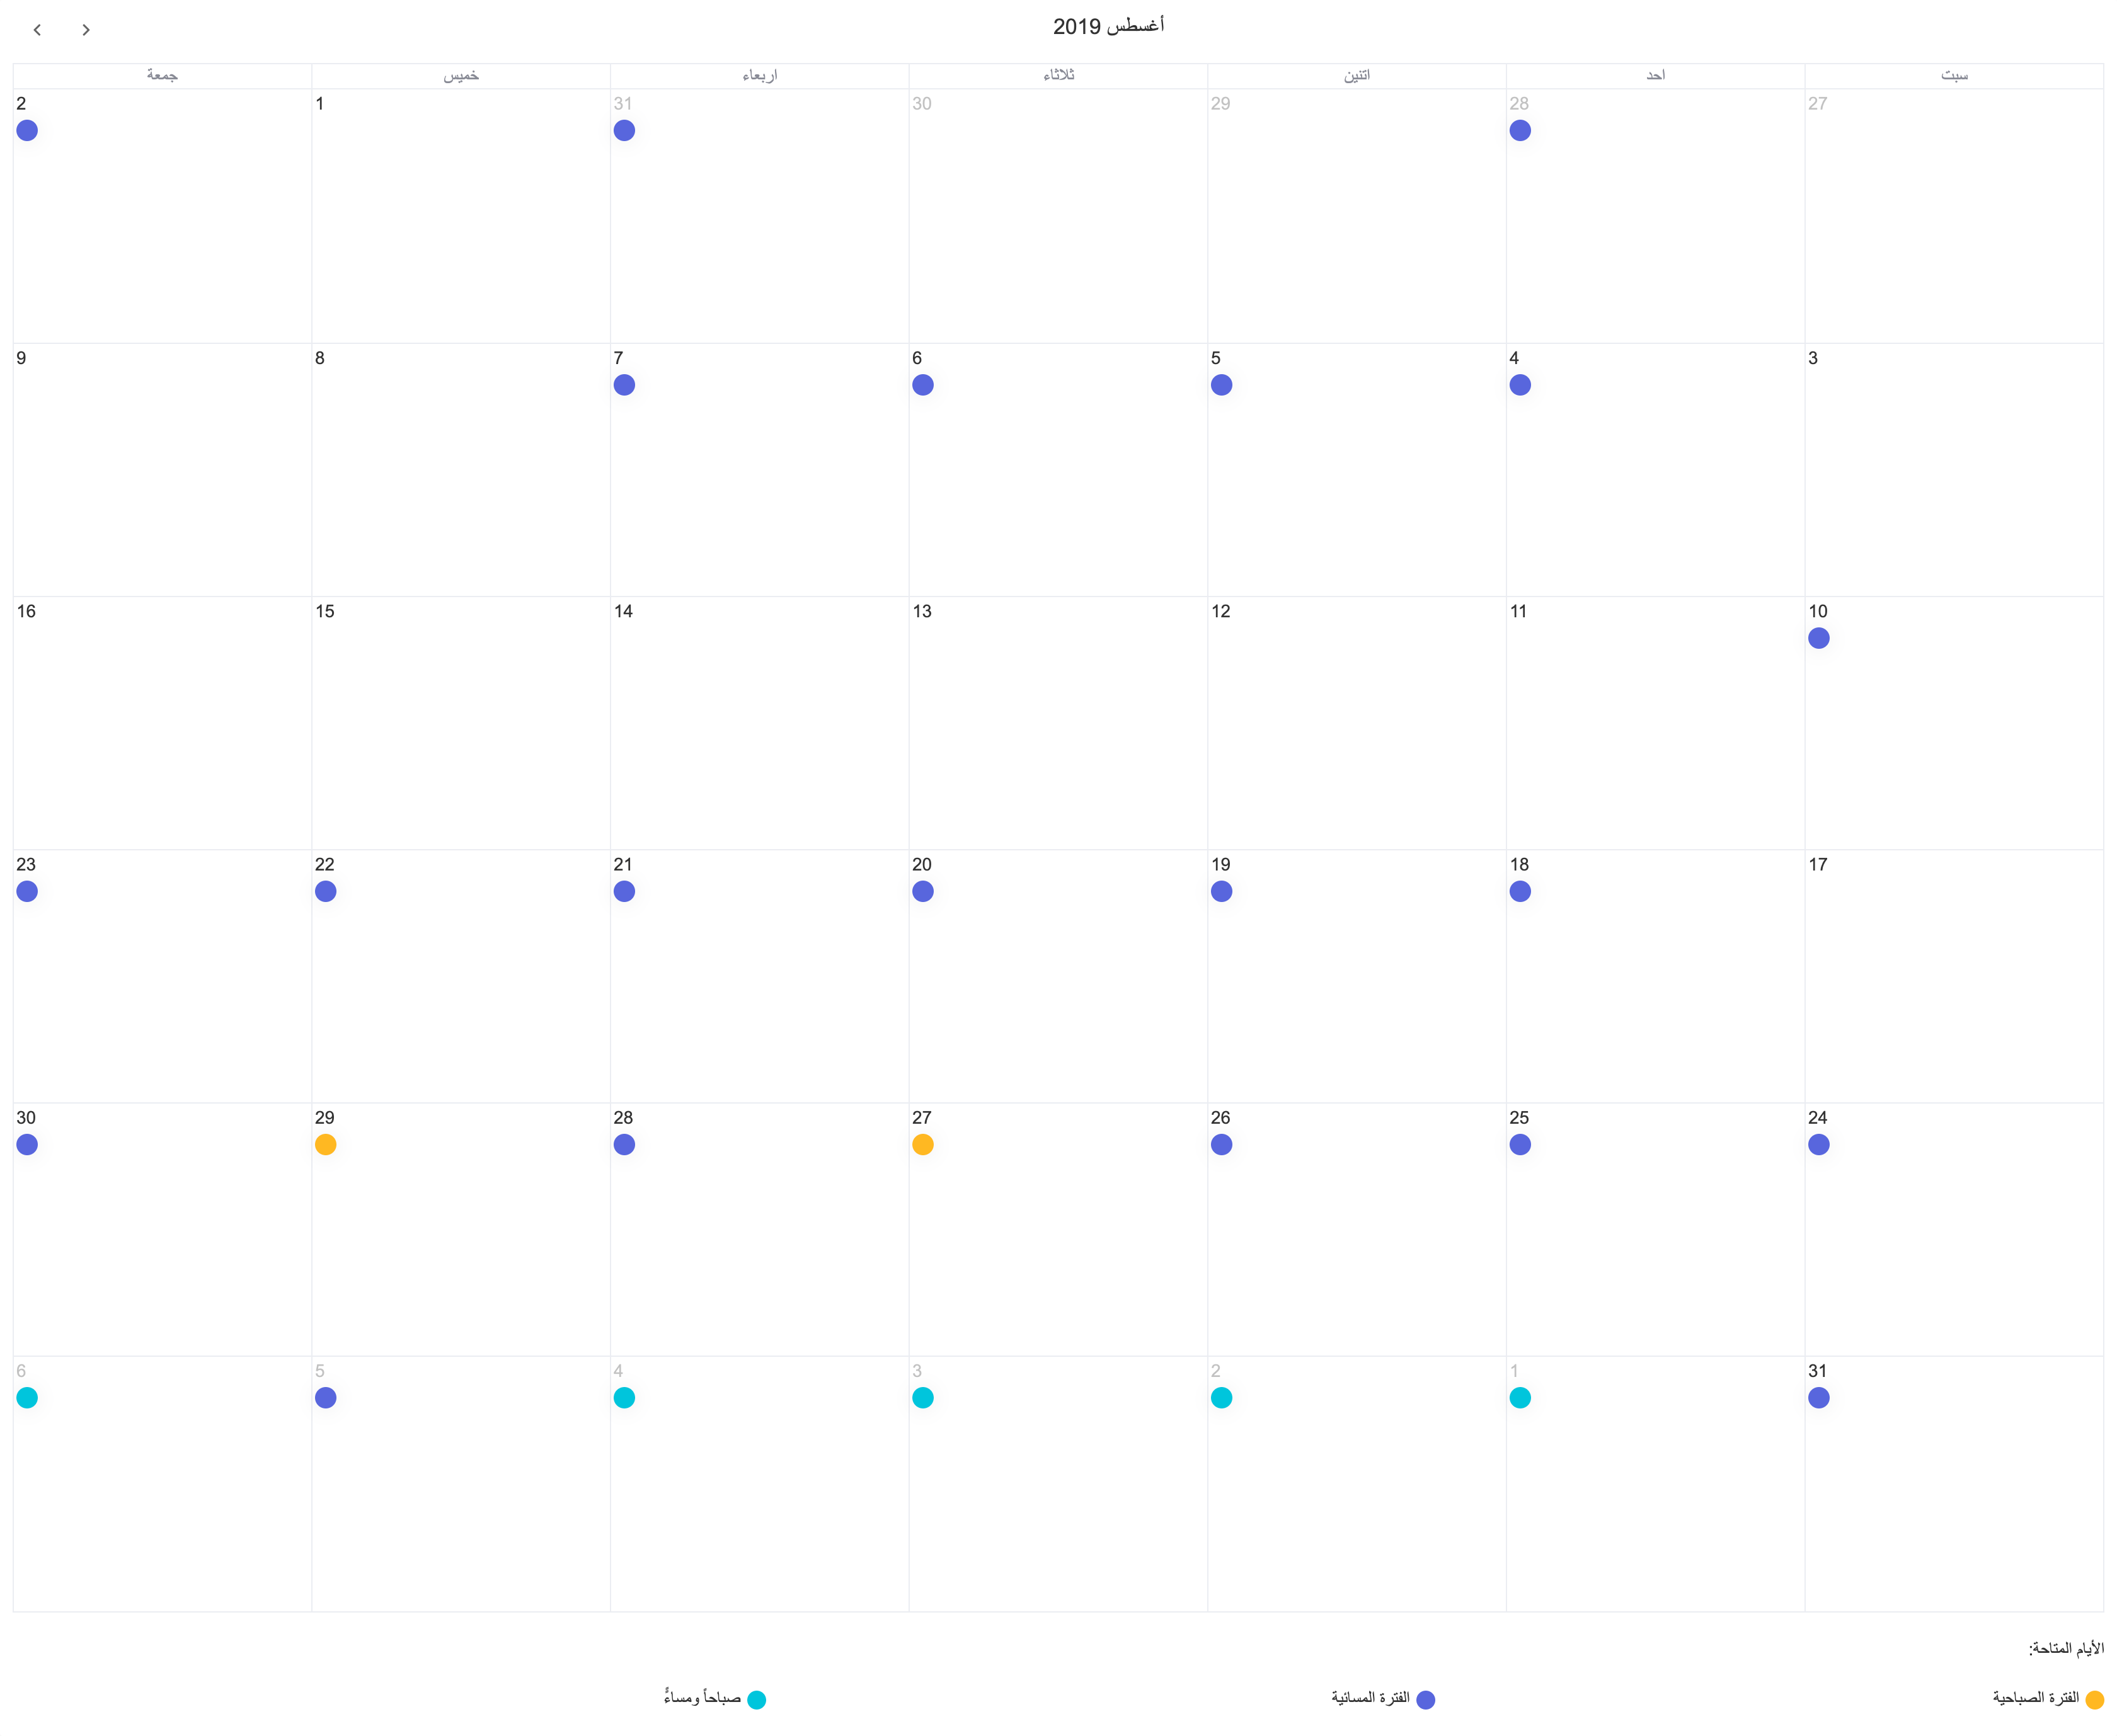 أغسطس 2019
سبت احد اتنين ثلاثاء اربعاء خميس جمعة
27 28 29 30 31 1 2
3 4 5 6 7 8 9
10 11 12 13 14 15 16
17 18 19 20 21 22 23
24 25 26 27 28 29 30
31 1 2 3 4 5 6
الأيام المتاحة:
الفترة الصباحية الفترة المسائية صباحاً ومساءًّ